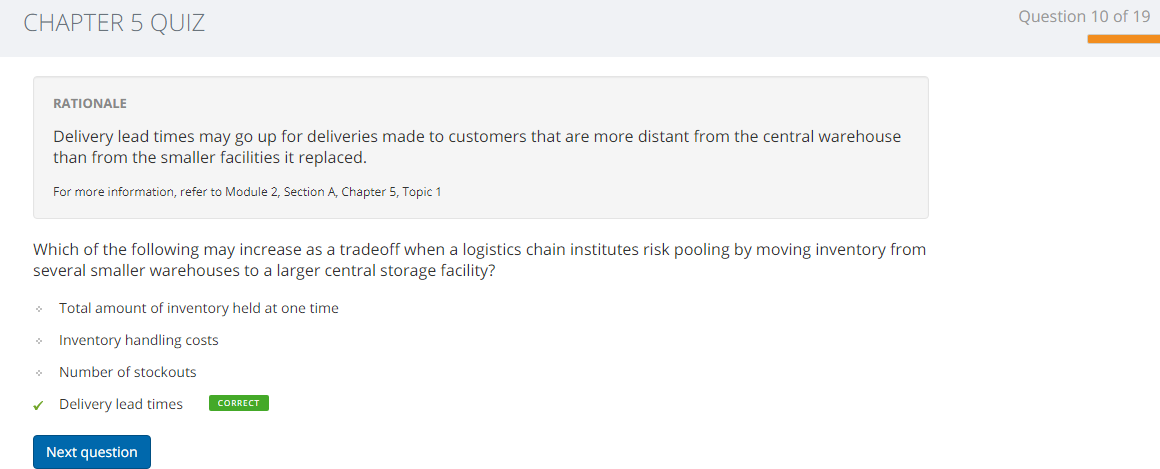 CHAPTER 5 QUIZ
Question 10 of 19
RATIONALE
Delivery lead times may go up for deliveries made to customers that are more distant from the central warehouse
than from the smaller facilities it replaced.
For more information, refer to Module 2, Section A, Chapter 5, Topic 1
Which of the following may increase as a tradeoff when a logistics chain institutes risk pooling by moving inventory from
several smaller warehouses to a larger central storage facility?
Total amount of inventory held at one time
Inventory handling costs
Number of stockouts
Delivery lead times CORRECT
Next question